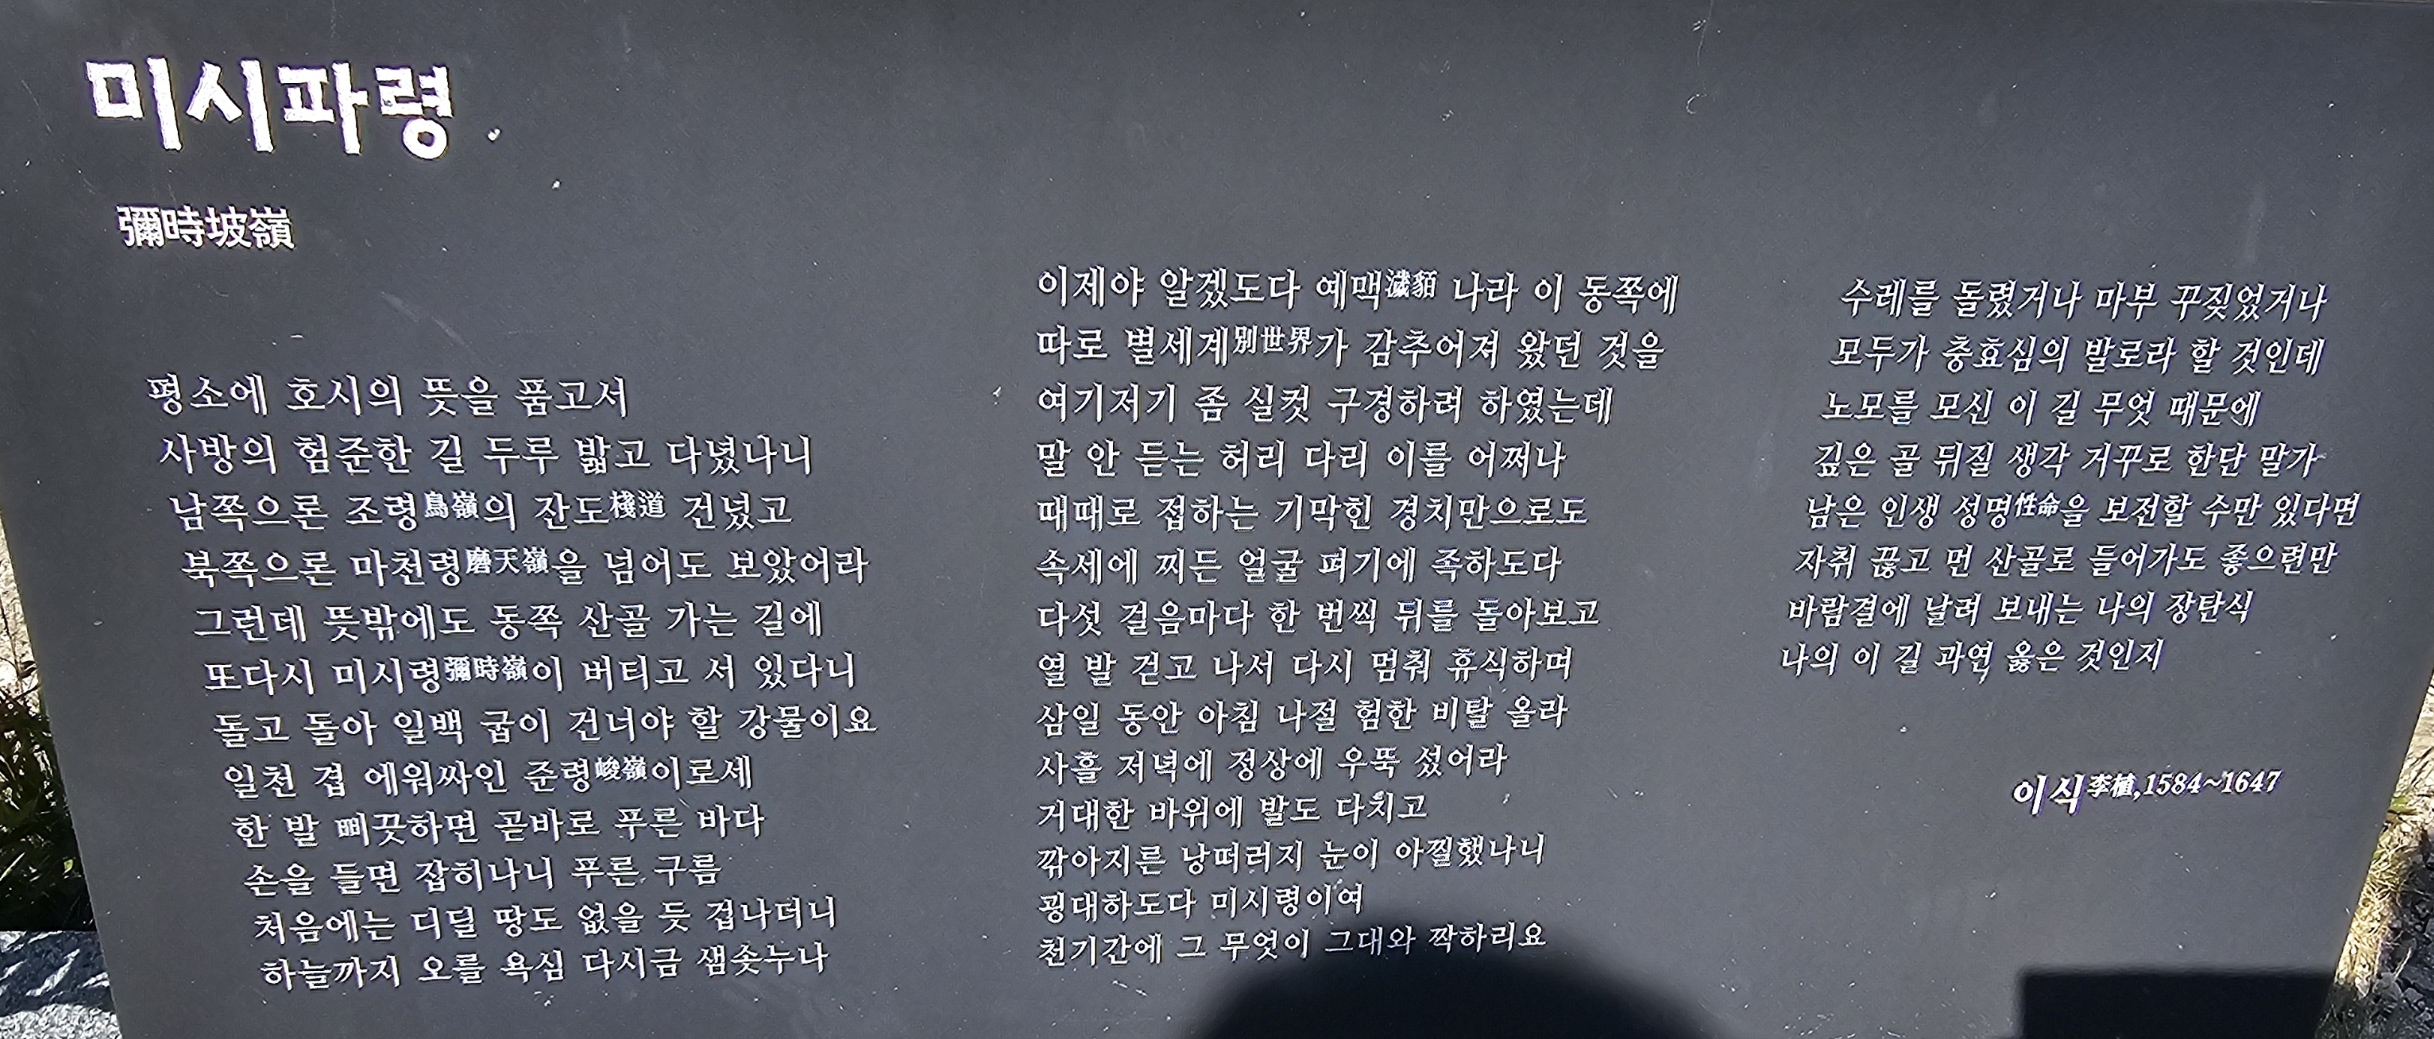 미시파령
彌時坡嶺
평소에 호시의 뜻을 품고서
사방의 험준한 길 두루 밟고 다녔나니
남쪽으론 조령鳥嶺의 잔도棧道 건넜고
북쪽으론 마천령磨天嶺을 넘어도 보았어라
그런데 뜻밖에도 동쪽 산골 가는 길에
또다시 미시령彌時嶺이 버티고 서 있다니
돌고 돌아 일백 굽이 건너야 할 강물이요
일천 겹 에워싸인 준령峻嶺이로세
한 발 삐끗하면 곧바로 푸른 바다
손을 들면 잡히나니 푸른 구름
처음에는 디딜 땅도 없을 듯 겁나더니
하늘까지 오를 욕심 다시금 샘솟누나
이제야 알겠도다 예맥濊貊 나라 이 동쪽에
따로 별세계別世界가 감추어져 왔던 것을
여기저기 좀 실컷 구경하려 하였는데
말 안 듣는 허리 다리 이를 어쩌나
때때로 접하는 기막힌 경치만으로도
속세에 찌든 얼굴 펴기에 족하도다
다섯 걸음마다 한 번씩 뒤를 돌아보고
열 발 걷고 나서 다시 멈춰 휴식하며
삼일 동안 아침 나절 험한 비탈 올라
사흘 저녁에 정상에 우뚝 섰어라
거대한 바위에 발도 다치고
깎아지른 낭떠러지 눈이 아찔했나니
굉대하도다 미시령이여
천기간에 그 무엇이 그대와 짝하리요
수레를 돌렸거나 마부 꾸짖었거나
모두가 충효심의 발로라 할 것인데
노모를 모신 이 길 무엇 때문에
깊은 골 뒤질 생각 거꾸로 한단 말가
남은 인생 성명性命을 보전할 수만 있다면
자취 끊고 먼 산골로 들어가도 좋으련만
바람결에 날려 보내는 나의 장탄식
나의 이 길 과연 옳은 것인지
이식李植,1584~1647